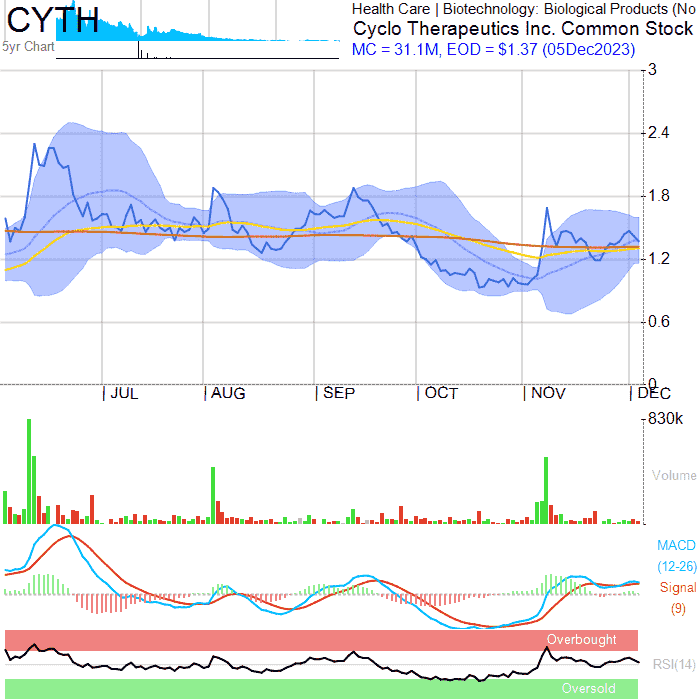 CYTH
5yr Chart
Health Care | Biotechnology: Biological Products (No
Cyclo Therapeutics Inc. Common Stock
MC = 31.1M, EOD = $1.37 (05Dec2023)
3
2.4
1.8
1.2
0.6
0
JUL AUG SEP OCT NOV DEC
830k
Volume
MACD
(12-26)
Signal
(9)
Overbought
RSI(14)
Oversold